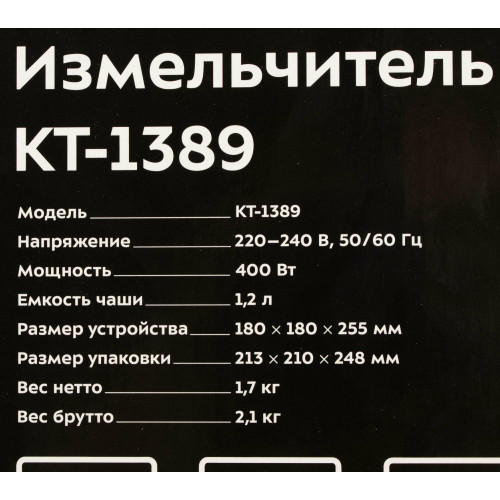 Измельчитель
КТ-1389
Модель КТ-1389
Напряжение 220–240 В, 50/60 Гц
Мощность 400 Вт
Емкость чаши 1,2 л
Размер устройства 180 × 180 × 255 мм
Размер упаковки 213 × 210 × 248 мм
Вес нетто 1,7 кг
Вес брутто 2,1 кг